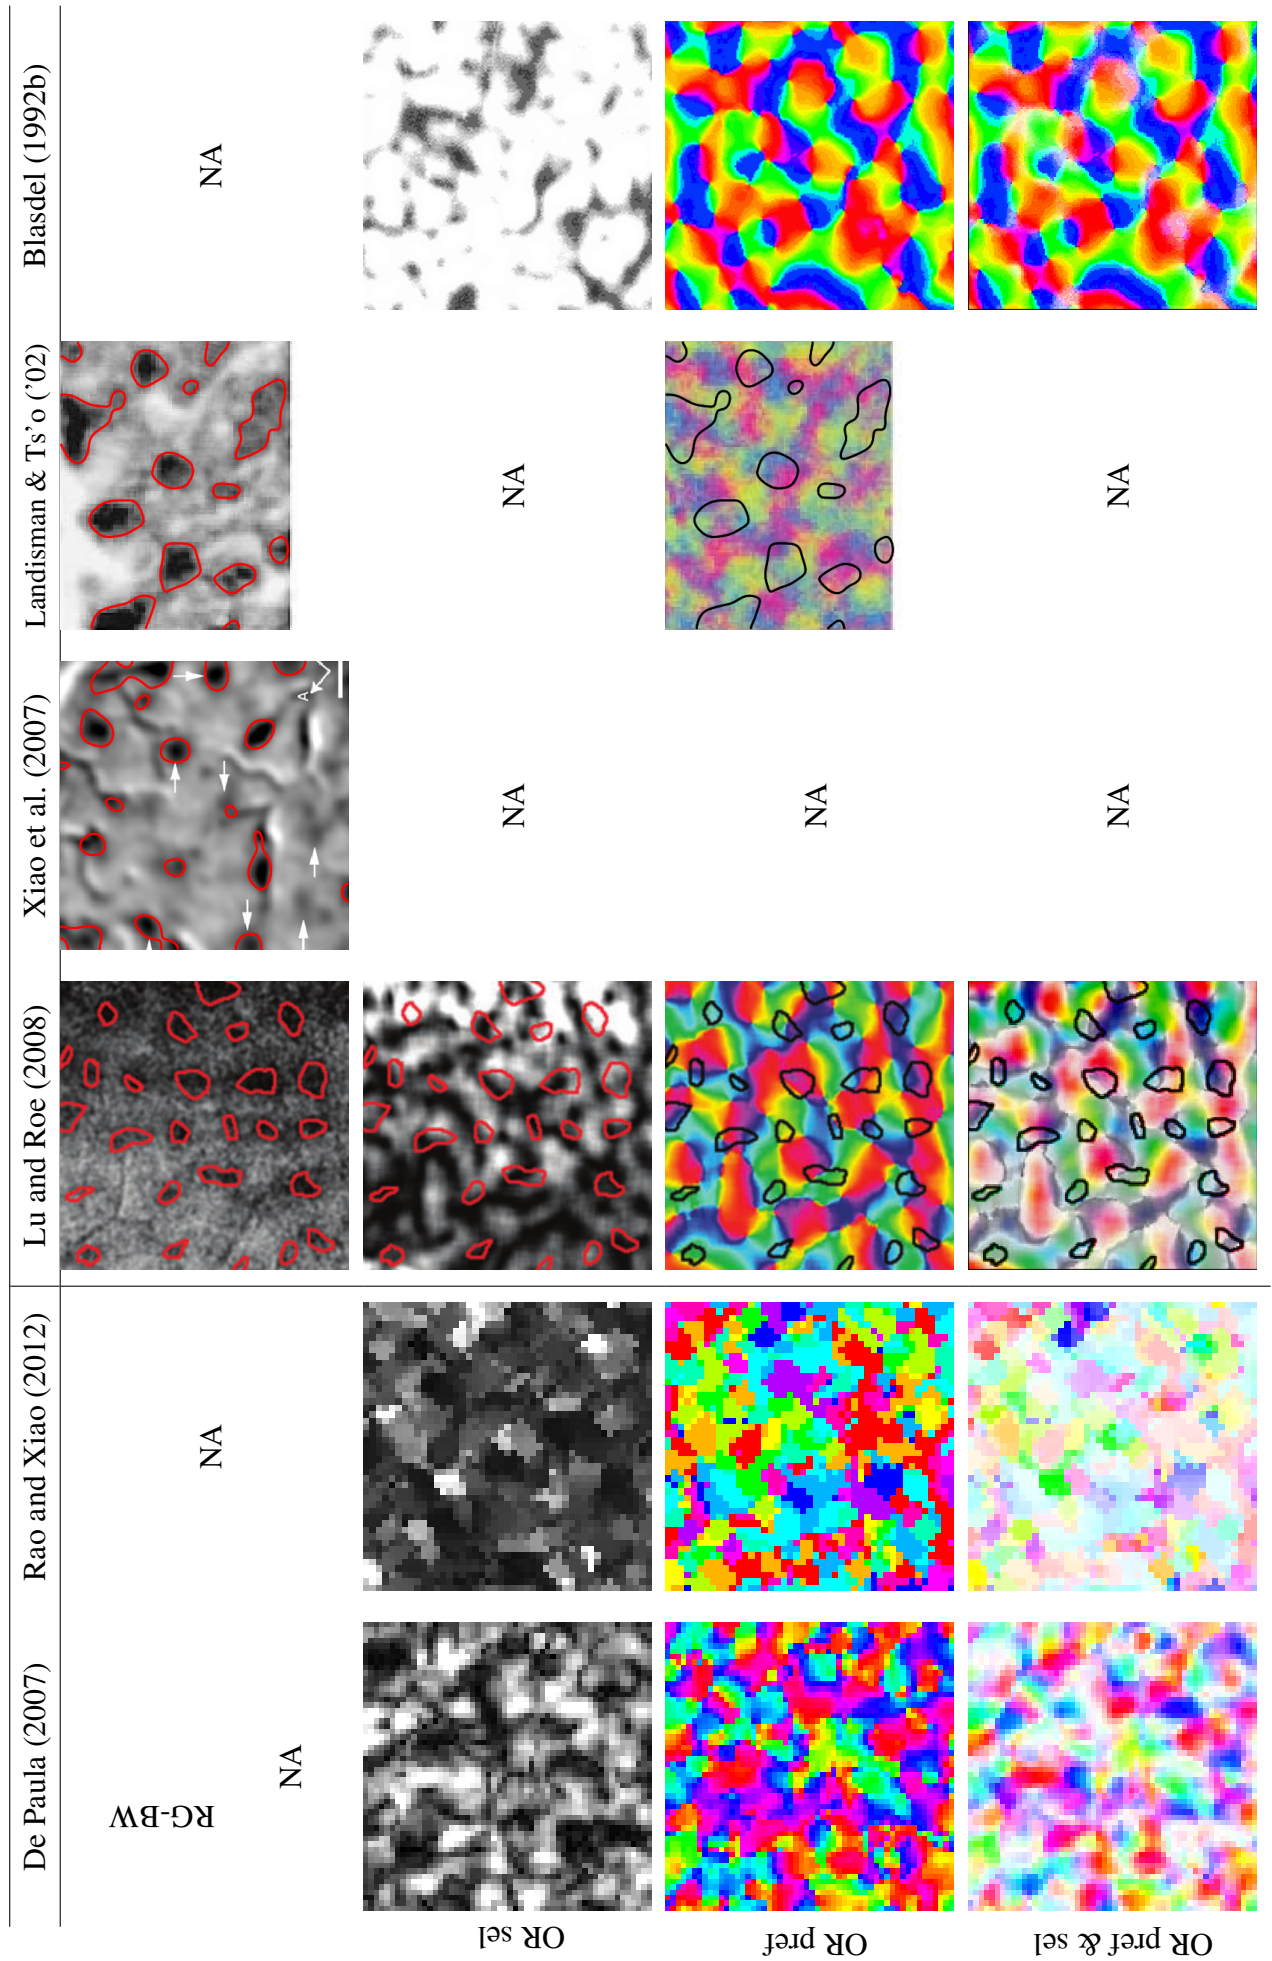 De Paula (2007) Rao and Xiao (2012) Lu and Roe (2008) Xiao et al. (2007) Landisman & Ts' o ('02) Blasdel (1992b)
RG-BW NA NA A NA
OR sel NA NA
OR pref NA
OR pref & sel NA NA